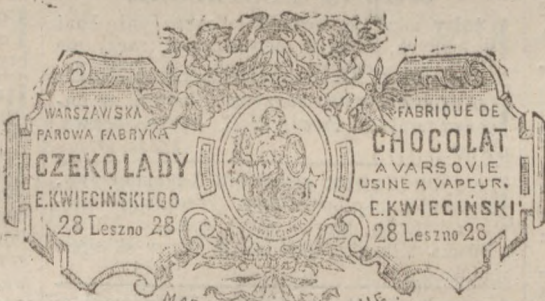 WARSZAWSKA
PAROWA FABRYKA
CZEKOLADY
E.KWIECIŃSKIEGO
28 Leszno 28
FABRIQUE DE
CHOCOLAT
À VARSOVIE
USINE A VAPEUR.
E.KWIECIŃSKI
28 Leszno 28